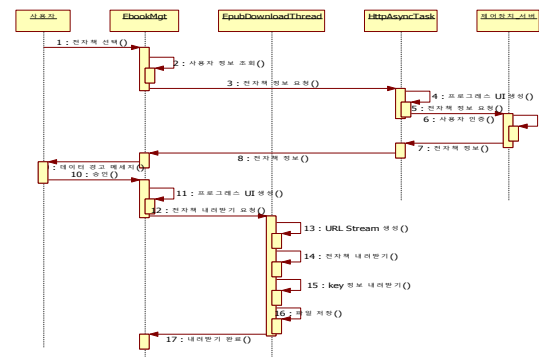 사용자
EbookMgt
EpubDownloadThread
HttpAsyncTask
제어장치_서버
1 : 전자책 선택()
2 : 사용자 정보 조회()
3 : 전자책 정보 요청()
4 : 프로그래스 UI 생성()
5 : 전자책 정보 요청()
6 : 사용자 인증()
7 : 전자책 정보()
8 : 전자책 정보()
: 데이터 경고 메세지()
10 : 승인()
11 : 프로그래스 UI 생성()
12 : 전자책 내려받기 요청()
13 : URL Stream 생성()
14 : 전자책 내려받기()
15 : key 정보 내려받기()
16 : 파일 저장()
17 : 내려받기 완료()